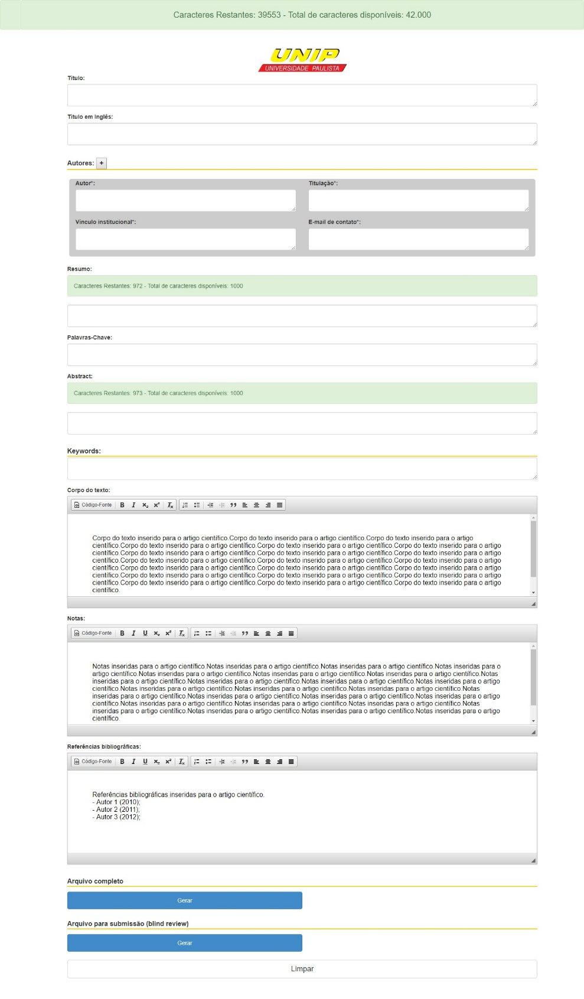 Caracteres Restantes: 39553 - Total de caracteres disponíveis: 42.000
UNIP
UNIVERSIDADE PAULISTA
Título:
Título em Inglês:
Autores: +
Autor*: Titulação*:
Vínculo institucional*: E-mail de contato*:
Resumo:
Caracteres Restantes: 972 - Total de caracteres disponíveis: 1000
Palavras-Chave:
Abstract:
Caracteres Restantes: 973 - Total de caracteres disponíveis: 1000
Keywords:
Corpo do texto:
Código-Fonte
Corpo do texto inserido para o artigo científico.Corpo do texto inserido para o artigo científico.Corpo do texto inserido para o artigo
científico.Corpo do texto inserido para o artigo científico.Corpo do texto inserido para o artigo científico.Corpo do texto inserido para o artigo
científico.Corpo do texto inserido para o artigo científico.Corpo do texto inserido para o artigo científico.Corpo do texto inserido para o artigo
científico.Corpo do texto inserido para o artigo científico.Corpo do texto inserido para o artigo científico.Corpo do texto inserido para o artigo
científico.Corpo do texto inserido para o artigo científico.Corpo do texto inserido para o artigo científico.Corpo do texto inserido para o artigo
científico.Corpo do texto inserido para o artigo científico.Corpo do texto inserido para o artigo científico.Corpo do texto inserido para o artigo
científico.Corpo do texto inserido para o artigo científico.Corpo do texto inserido para o artigo científico.Corpo do texto inserido para o artigo
científico.
Notas:
Código-Fonte
Notas inseridas para o artigo científico.Notas inseridas para o artigo científico.Notas inseridas para o artigo científico.Notas inseridas para o
artigo científico.Notas inseridas para o artigo científico.Notas inseridas para o artigo científico.Notas inseridas para o artigo científico.Notas
inseridas para o artigo científico.Notas inseridas para o artigo científico.Notas inseridas para o artigo científico.Notas inseridas para o artigo
científico.Notas inseridas para o artigo científico.Notas inseridas para o artigo científico.Notas inseridas para o artigo científico.Notas
inseridas para o artigo científico.Notas inseridas para o artigo científico.Notas inseridas para o artigo científico.Notas inseridas para o artigo
científico.Notas inseridas para o artigo científico.Notas inseridas para o artigo científico.Notas inseridas para o artigo científico.Notas
inseridas para o artigo científico.Notas inseridas para o artigo científico.Notas inseridas para o artigo científico.Notas inseridas para o artigo
científico.
Referências bibliográficas:
Código-Fonte
Referências bibliográficas inseridas para o artigo científico.
- Autor 1 (2010);
- Autor 2 (2011);
- Autor 3 (2012);
Arquivo completo
Gerar
Arquivo para submissão (blind review)
Gerar
Limpar